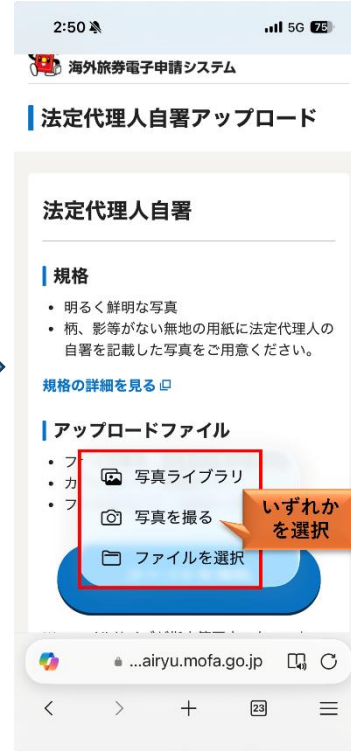 2:50
5G 75
海外旅券電子申請システム
法定代理人自署アップロード
法定代理人自署
規格
• 明るく鮮明な写真
• 柄、影等がない無地の用紙に法定代理人の
自署を記載した写真をご用意ください。
規格の詳細を見る
アップロードファイル
• フ
• カ
• フ
写真ライブラリ
写真を撮る
ファイルを選択
いずれか
を選択
...airyu.mofa.go.jp
23